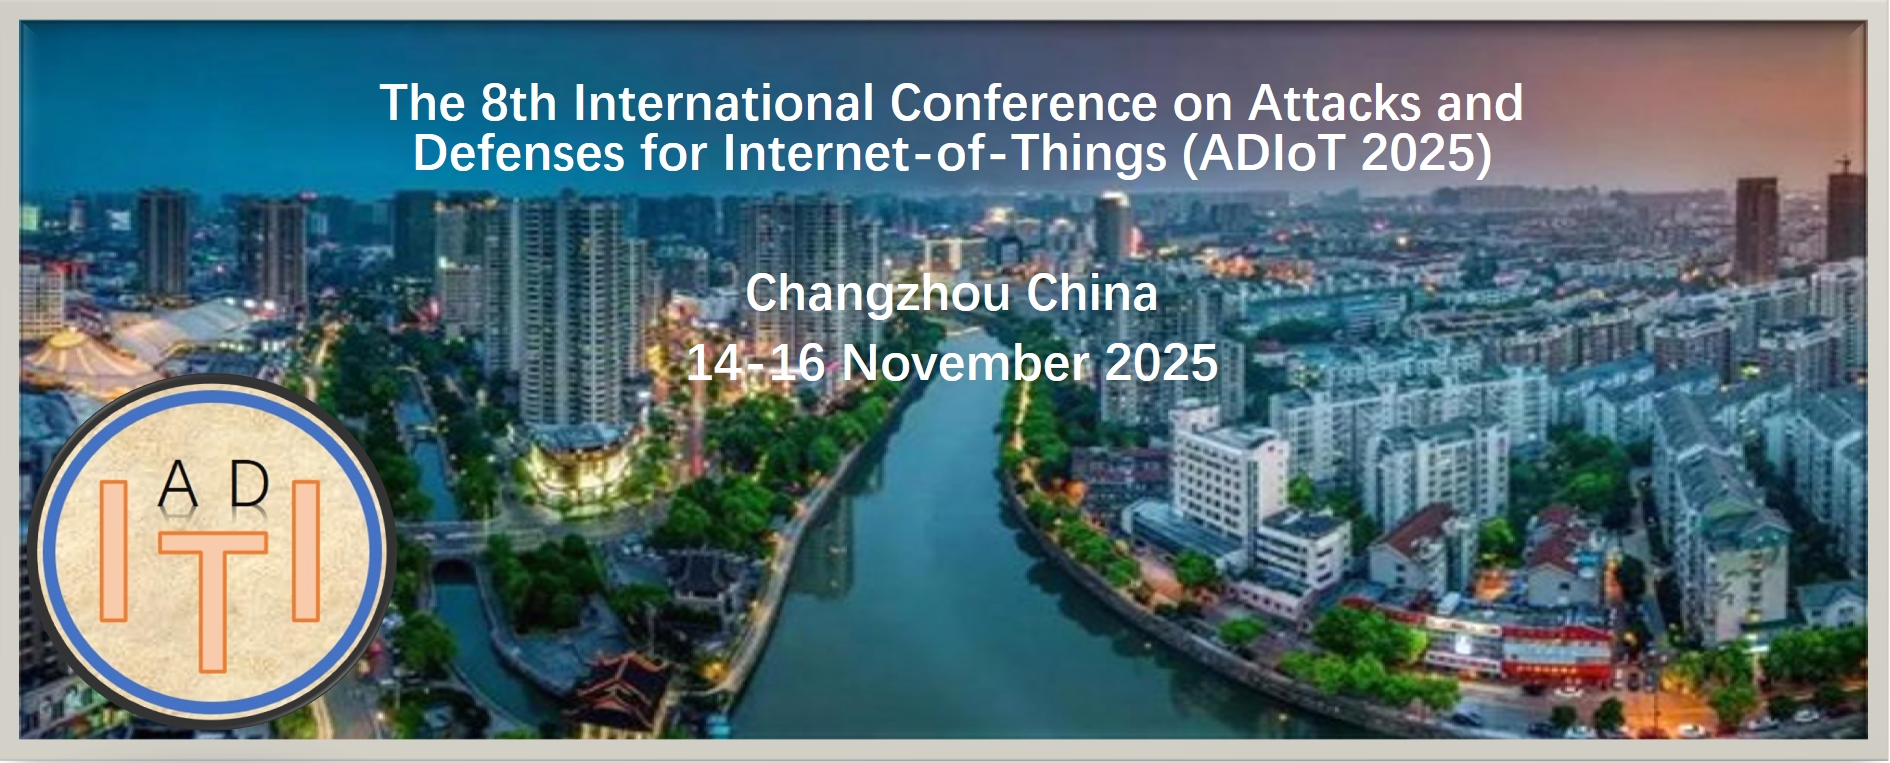 The 8th International Conference on Attacks and
Defenses for Internet-of-Things (ADIoT 2025)
Changzhou China
14-16 November 2025
A D
I T I